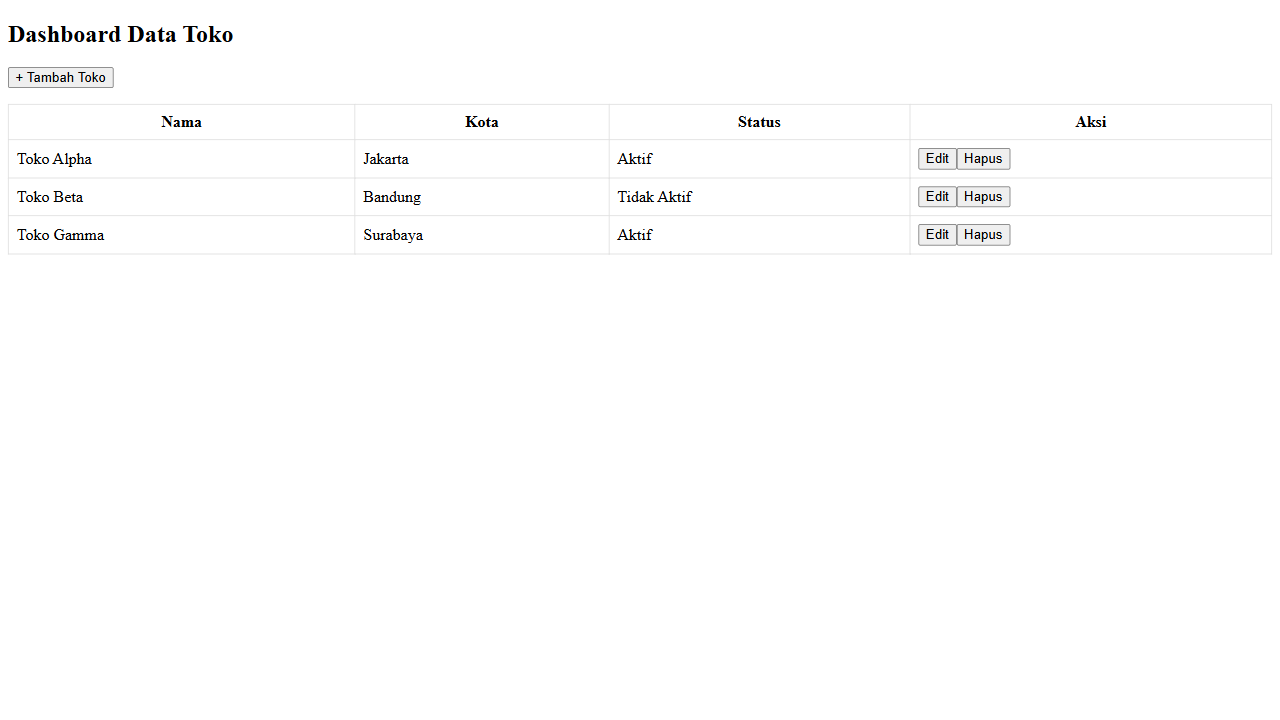 Dashboard Data Toko
+ Tambah Toko
Nama Kota Status Aksi
Toko Alpha Jakarta Aktif Edit Hapus
Toko Beta Bandung Tidak Aktif Edit Hapus
Toko Gamma Surabaya Aktif Edit Hapus